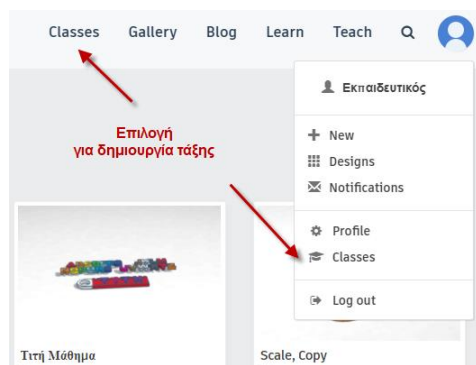 Classes Gallery Blog Learn Teach
Εκπαιδευτικός
New
Designs
Notifications
Profile
Classes
Log out
Επιλογή
για δημιουργία τάξης
Τιτή Μάθημα
Scale, Copy